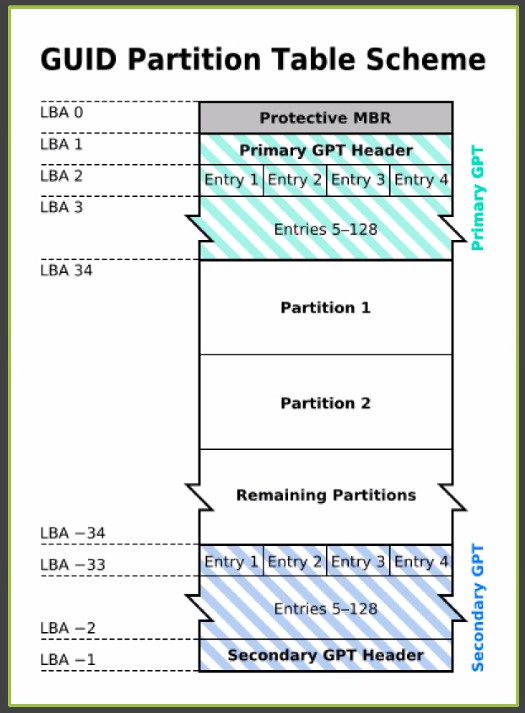 GUID Partition Table Scheme
LBA 0
Protective MBR
LBA 1
Primary GPT Header
LBA 2
Entry 1 Entry 2 Entry 3 Entry 4
LBA 3
Entries 5–128
Primary GPT
LBA 34
Partition 1
Partition 2
Remaining Partitions
LBA −34
LBA −33
Entry 1 Entry 2 Entry 3 Entry 4
Entries 5–128
LBA −2
LBA −1
Secondary GPT Header
Secondary GPT